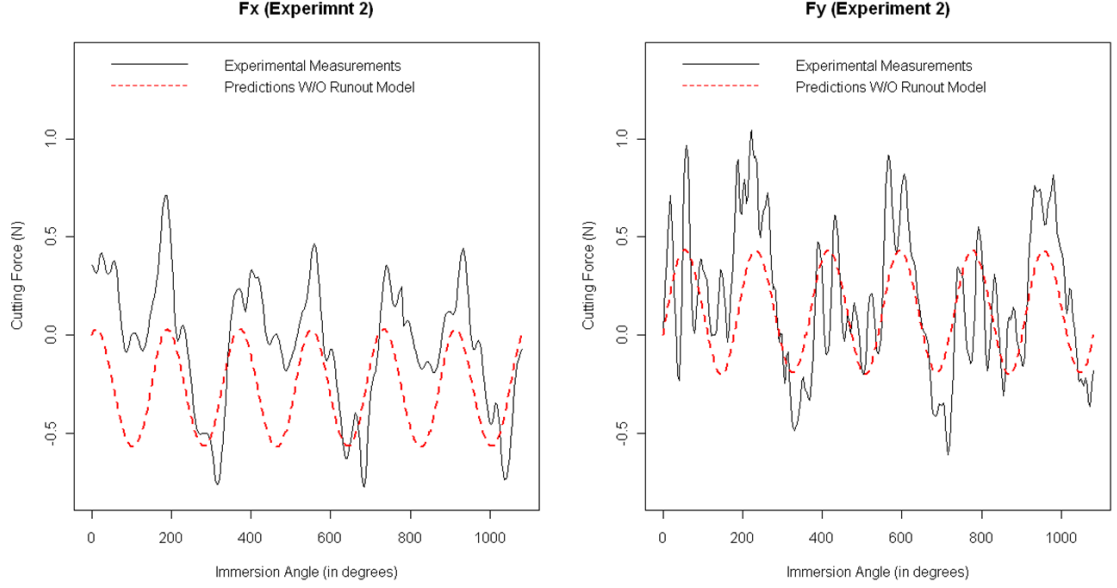 Fx (Experimnt 2)
Experimental Measurements
Predictions W/O Runout Model
Cutting Force (N)
1.0
0.5
0.0
-0.5
0
200
400
600
800
1000
Immersion Angle (in degrees)
Fy (Experiment 2)
Experimental Measurements
Predictions W/O Runout Model
Cutting Force (N)
1.0
0.5
0.0
-0.5
0
200
400
600
800
1000
Immersion Angle (in degrees)